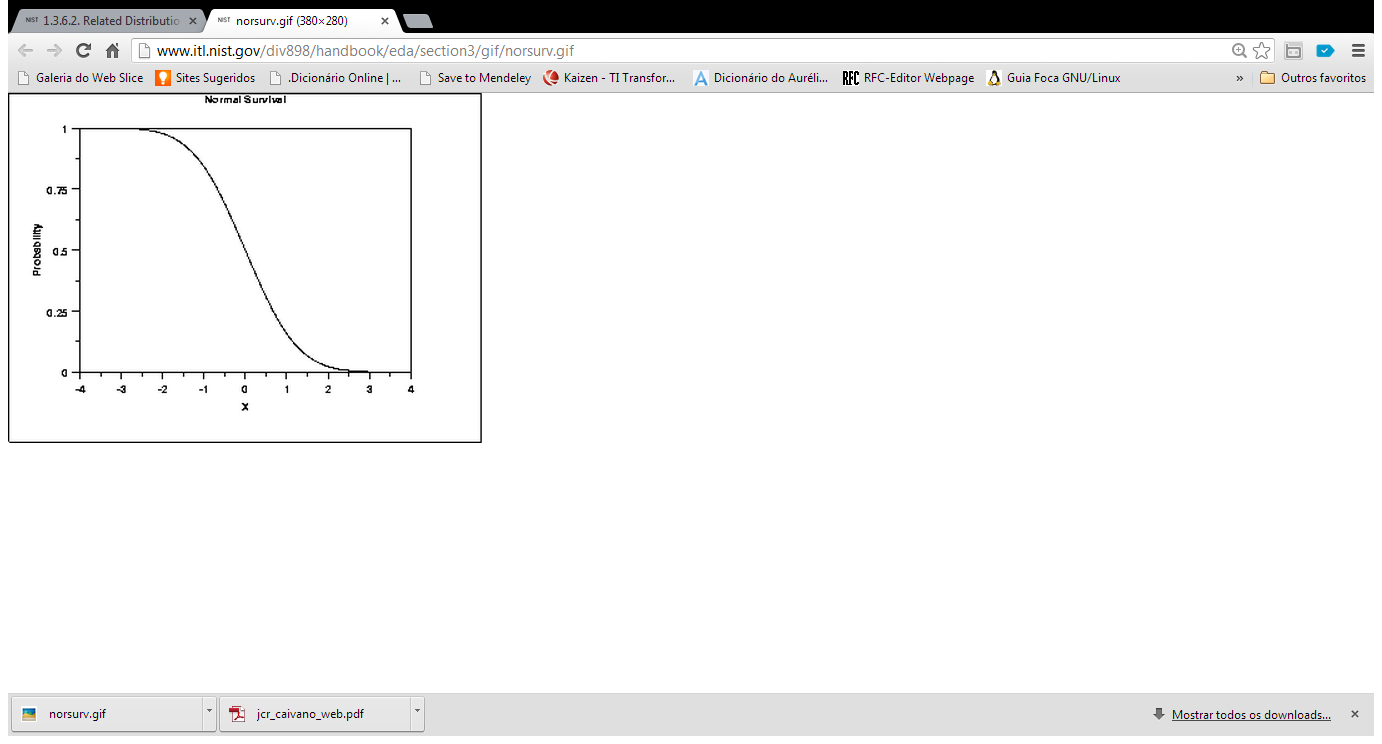 NIST 1.3.6.2. Related Distributio
NIST norsurv.gif (380×280)
www.itl.nist.gov/div898/handbook/eda/section3/gif/norsurv.gif
Galeria do Web Slice Sites Sugeridos .Dicionário Online | ... Save to Mendeley Kaizen - TI Transfor... A Dicionário do Auréli... RFC RFC-Editor Webpage Guia Foca GNU/Linux » Outros favoritos
Normal Survival
1
0.75
0.5
0.25
0
Probability
-4 -3 -2 -1 0 1 2 3 4
X
norsurv.gif jcr_caivano_web.pdf Mostrar todos os downloads...